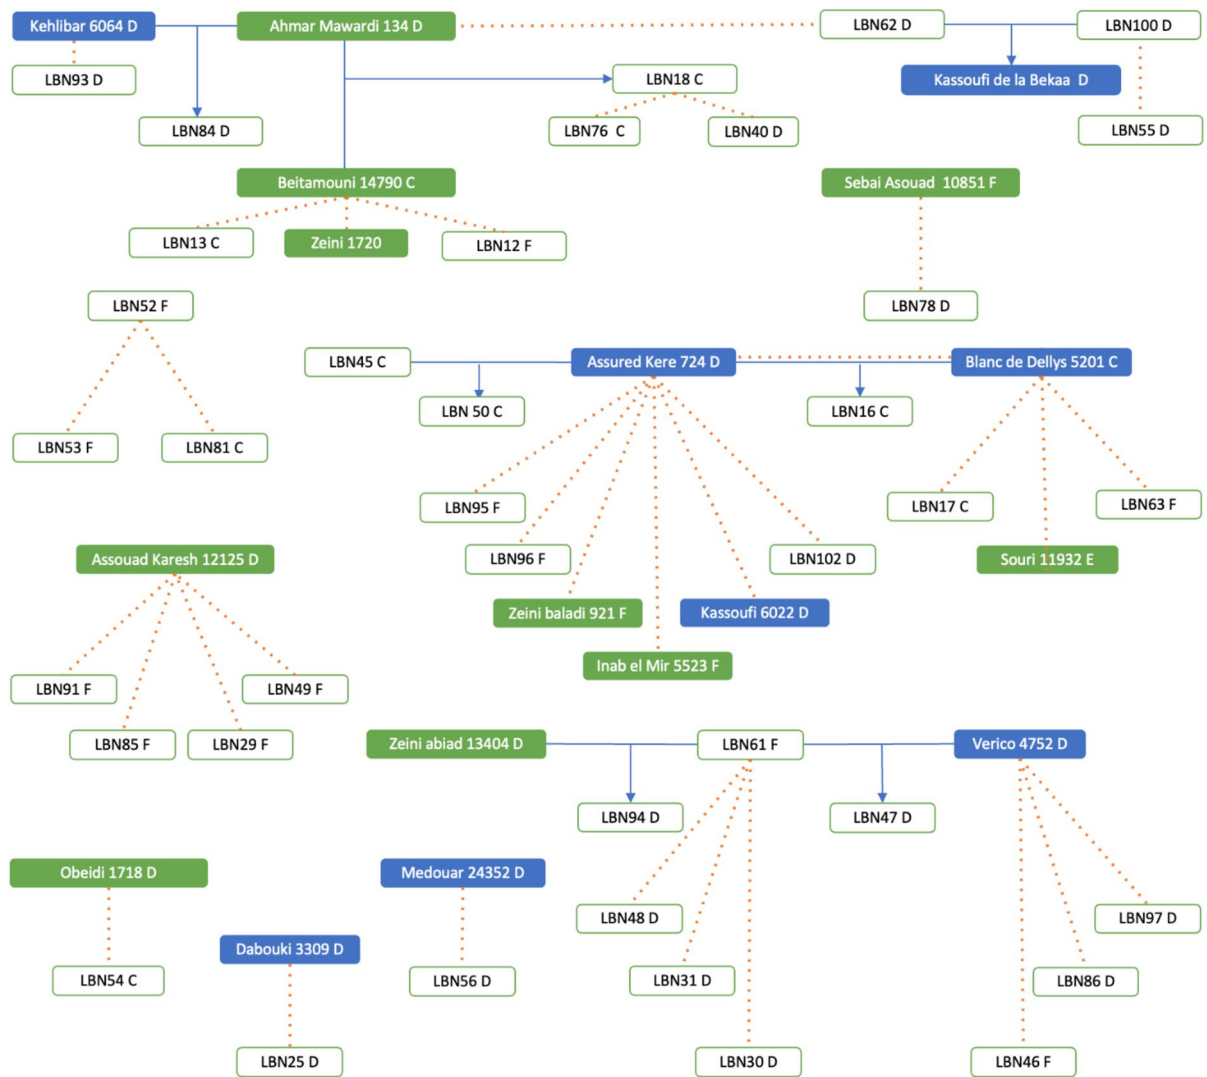 Kehlibar 6064 D
Ahmar Mawardi 134 D
LBN62 D
LBN100 D
LBN93 D
LBN18 C
Kassoufi de la Bekaa D
LBN84 D
LBN76 C
LBN40 D
LBN55 D
Beitamouni 14790 C
Sebai Asouad 10851 F
LBN13 C
Zeini 1720
LBN12 F
LBN52 F
LBN78 D
LBN45 C
Assured Kere 724 D
Blanc de Dellys 5201 C
LBN 50 C
LBN16 C
LBN53 F
LBN81 C
LBN95 F
LBN17 C
LBN63 F
Assouad Karesh 12125 D
LBN96 F
LBN102 D
Souri 11932 E
Zeini baladi 921 F
Kassoufi 6022 D
Inab el Mir 5523 F
LBN91 F
LBN49 F
LBN85 F
LBN29 F
Zeini abiad 13404 D
LBN61 F
Verico 4752 D
LBN94 D
LBN47 D
Obeidi 1718 D
Medouar 24352 D
LBN48 D
LBN97 D
Dabouki 3309 D
LBN54 C
LBN56 D
LBN31 D
LBN86 D
LBN25 D
LBN30 D
LBN46 F